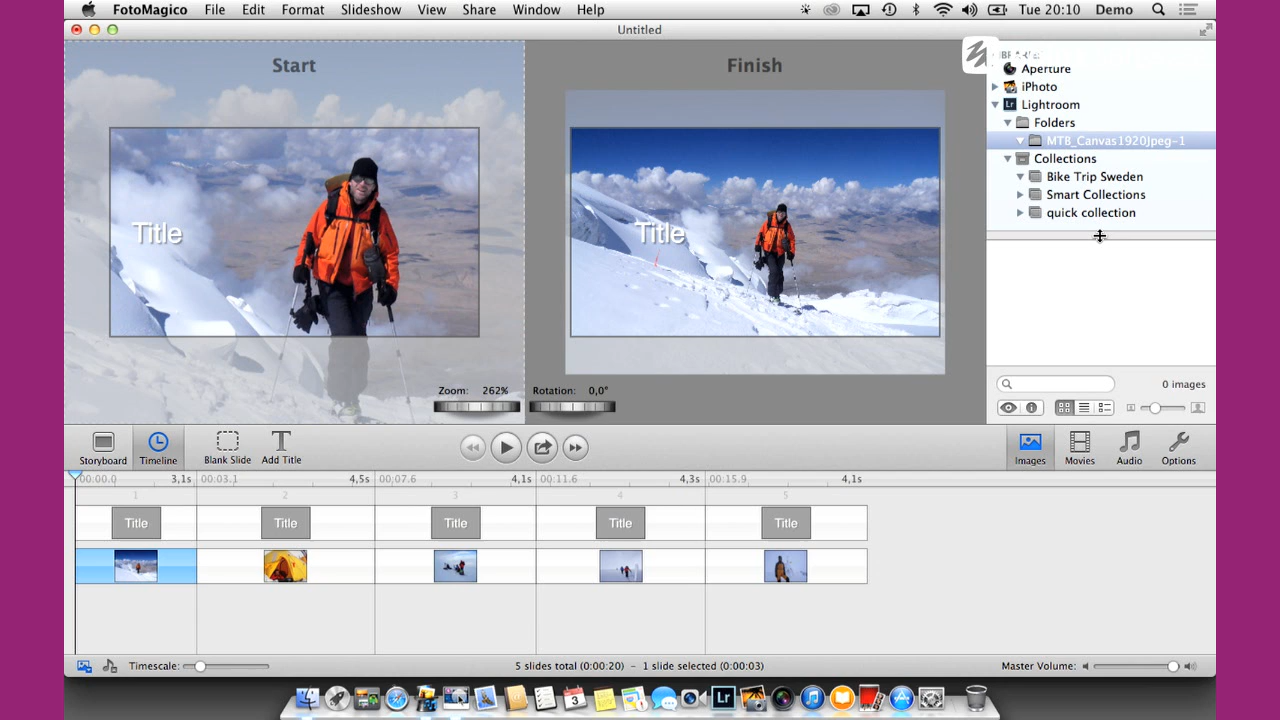 FotoMagico File Edit Format Slideshow View Share Window Help Tue 20:10 Demo
Untitled
Start Finish
Title Title
Zoom: 262% Rotation: 0,0°
Aperture
iPhoto
Lr Lightroom
Folders
MTB_Canvas1920Jpeg-1
Collections
Bike Trip Sweden
Smart Collections
quick collection
0 images
Storyboard Timeline Blank Slide Add Title Images Movies Audio Options
00:00.0 3,1s 00:03.1 4,5s 00:07.6 4,1s 00:11.6 4,3s 00:15.9 4,1s
1 2 3 4 5
Title Title Title Title Title
Timescale: 5 slides total (0:00:20) - 1 slide selected (0:00:03) Master Volume:
3 Lr